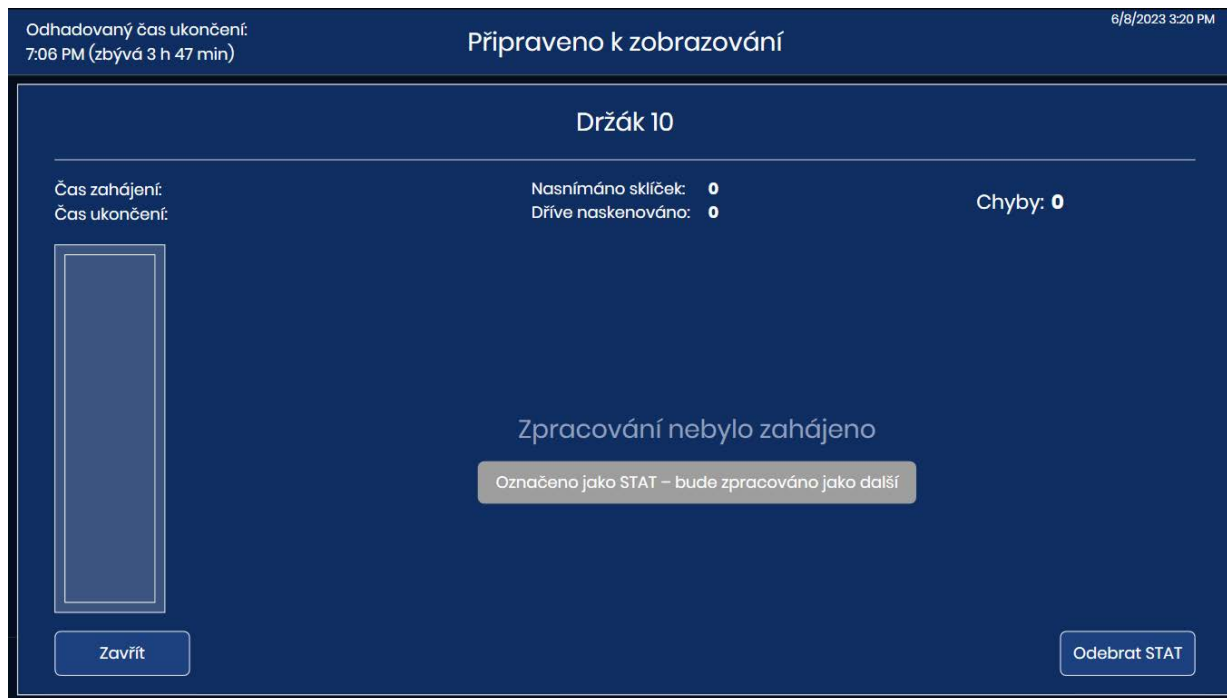 Odhadovaný čas ukončení:
7:06 PM (zbývá 3 h 47 min)
Připraveno k zobrazování
6/8/2023 3:20 PM
Držák 10
Čas zahájení:
Čas ukončení:
Nasnímáno sklíček: 0
Dříve naskenováno: 0
Chyby: 0
Zpracování nebylo zahájeno
Označeno jako STAT – bude zpracováno jako další
Zavřít
Odebrat STAT